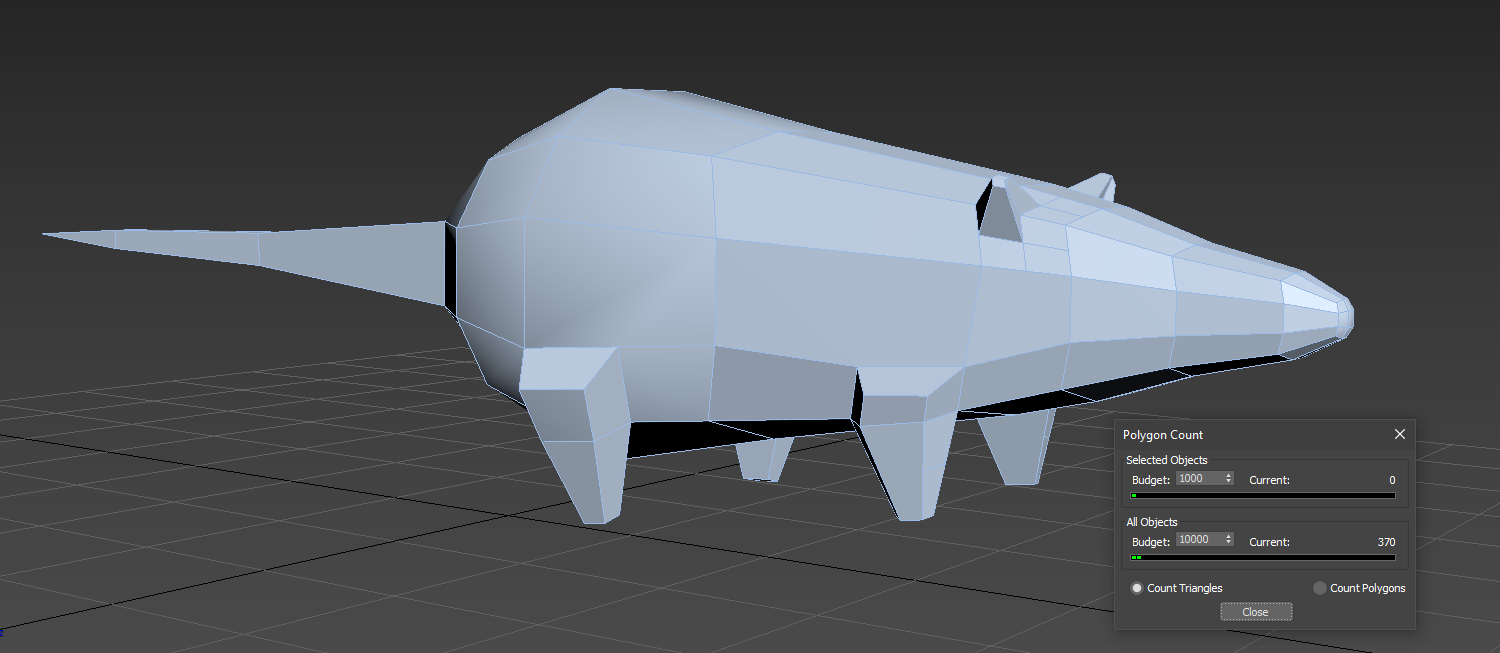 Polygon Count
Selected Objects
Budget: 1000 Current: 0
All Objects
Budget: 10000 Current: 370
Count Triangles Count Polygons
Close